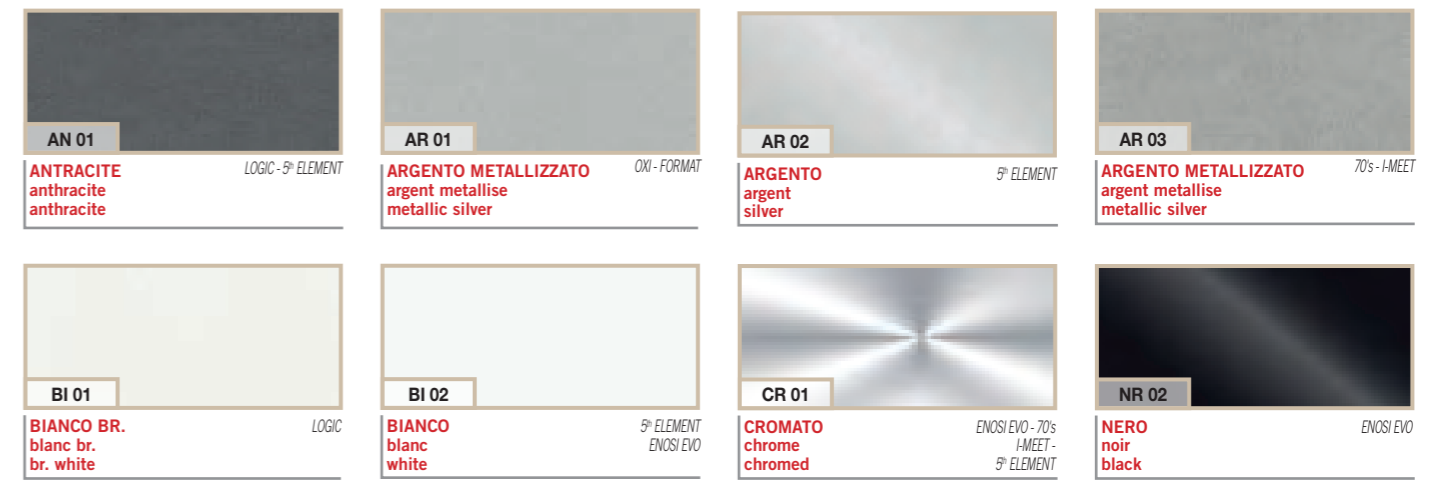 AN 01
ANTRACITE
anthracite
anthracite
LOGIC - 5th ELEMENT
AR 01
ARGENTO METALLIZZATO
argent metallise
metallic silver
OXI - FORMAT
AR 02
ARGENTO
argent
silver
5th ELEMENT
AR 03
ARGENTO METALLIZZATO
argent metallise
metallic silver
70's - I-MEET
BI 01
BIANCO BR.
blanc br.
br. white
LOGIC
BI 02
BIANCO
blanc
white
5th ELEMENT
ENOSI EVO
CR 01
CROMATO
chrome
chromed
ENOSI EVO - 70's
I-MEET -
5th ELEMENT
NR 02
NERO
noir
black
ENOSI EVO